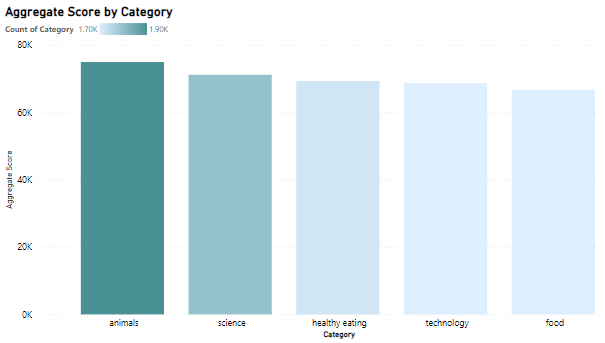 Aggregate Score by Category
Count of Category 1.70K 1.90K
80K
60K
40K
20K
0K
Aggregate Score
animals science healthy eating technology food
Category